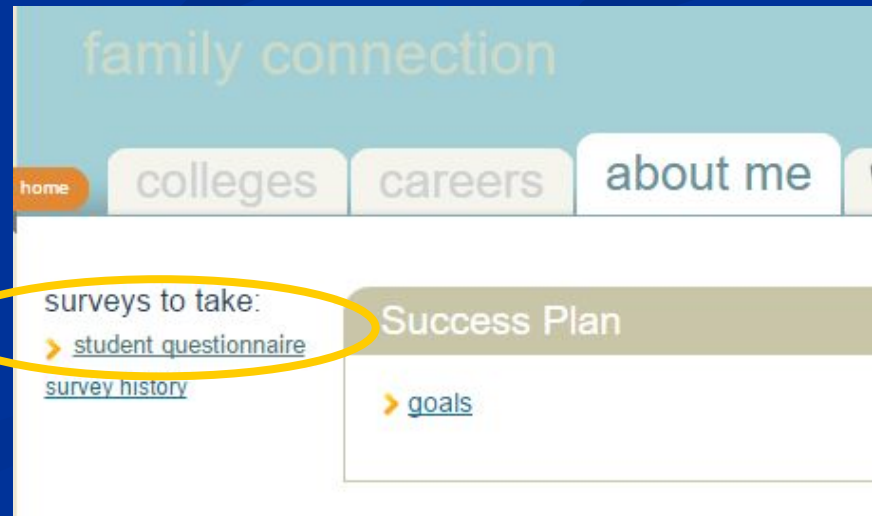 family connection
home
colleges
careers
about me
surveys to take:
student questionnaire
survey history
Success Plan
goals